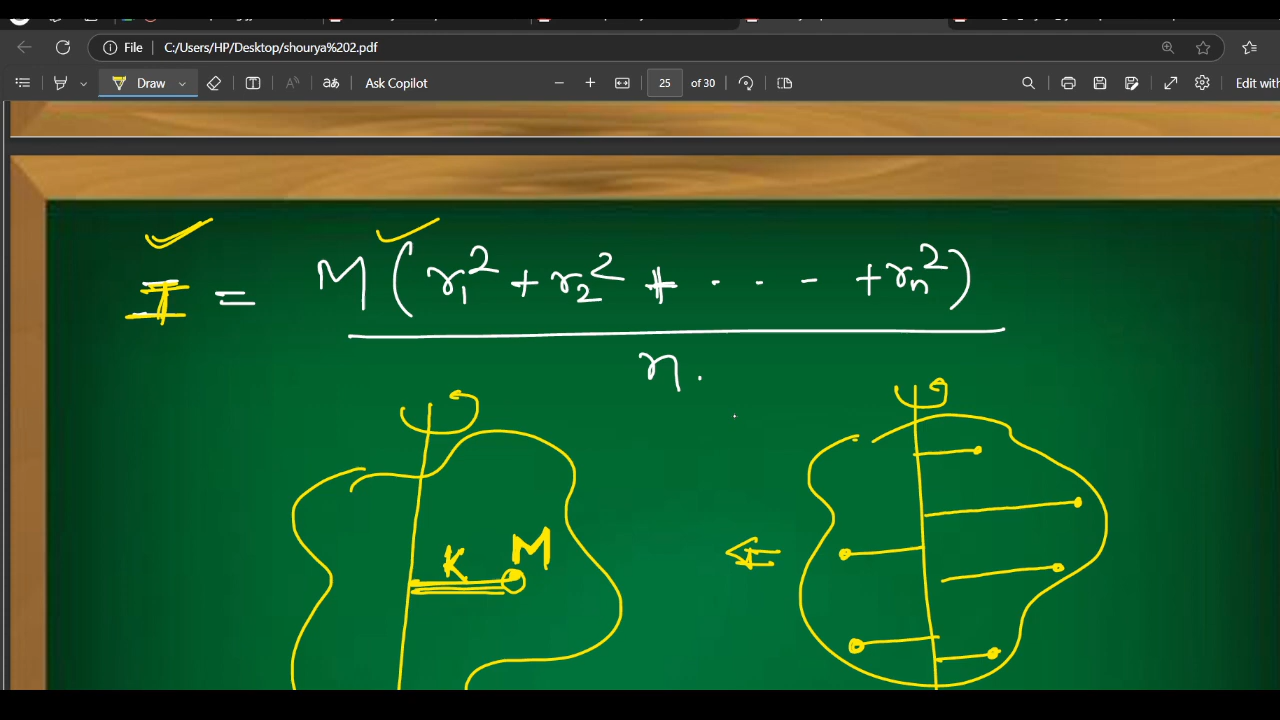 File | C:/Users/HP/Desktop/shourya%202.pdf
Draw Ask Copilot 25 of 30 Edit with
I = M(r₁² + r₂² + · · · - + rₙ²)
n.
K M